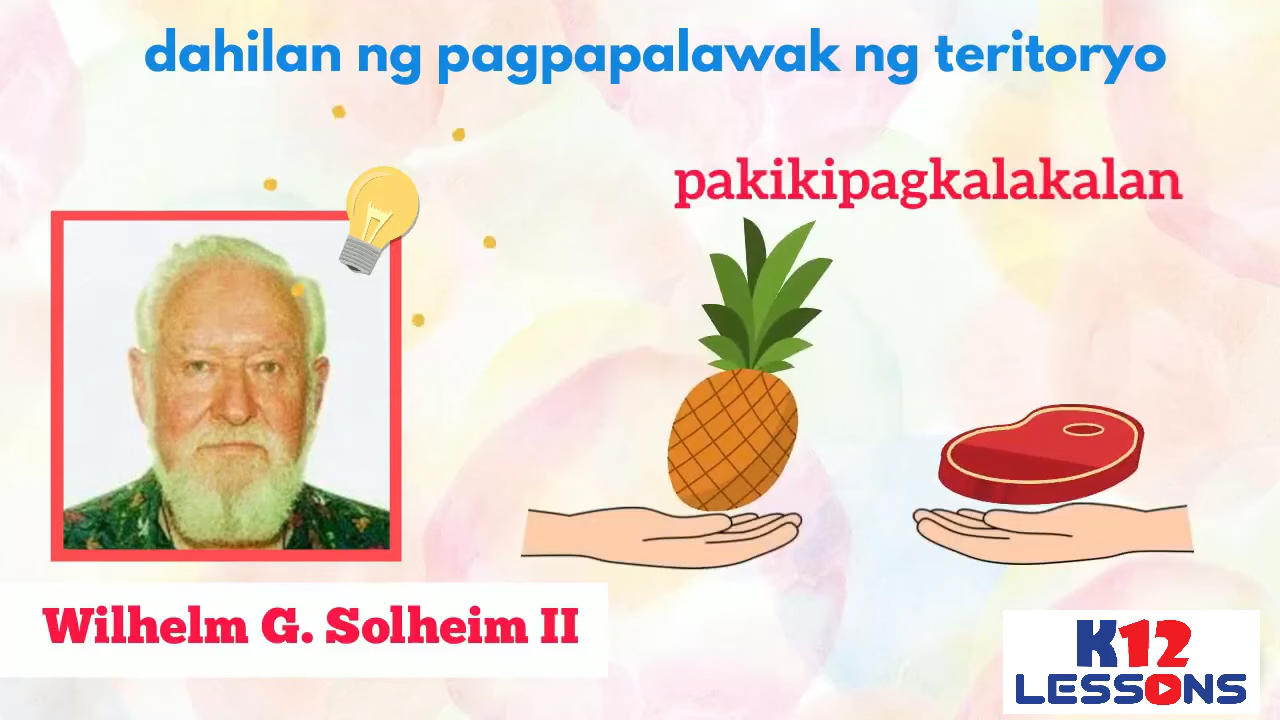 dahilan ng pagpapalawak ng teritoryo
pakikipagkalakalan
Wilhelm G. Solheim II
K12
LESSONS